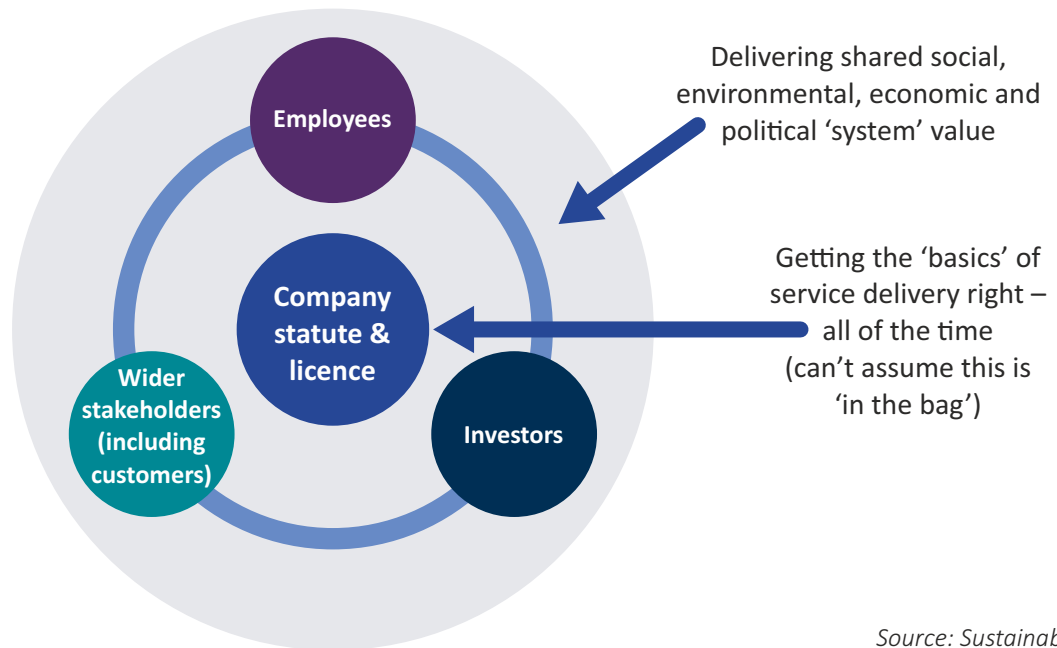 Employees
Company
statute &
licence
Wider
stakeholders
(including
customers)
Investors
Delivering shared social,
environmental, economic and
political ‘system’ value
Getting the ‘basics’ of
service delivery right –
all of the time
(can’t assume this is
‘in the bag’)
Source: